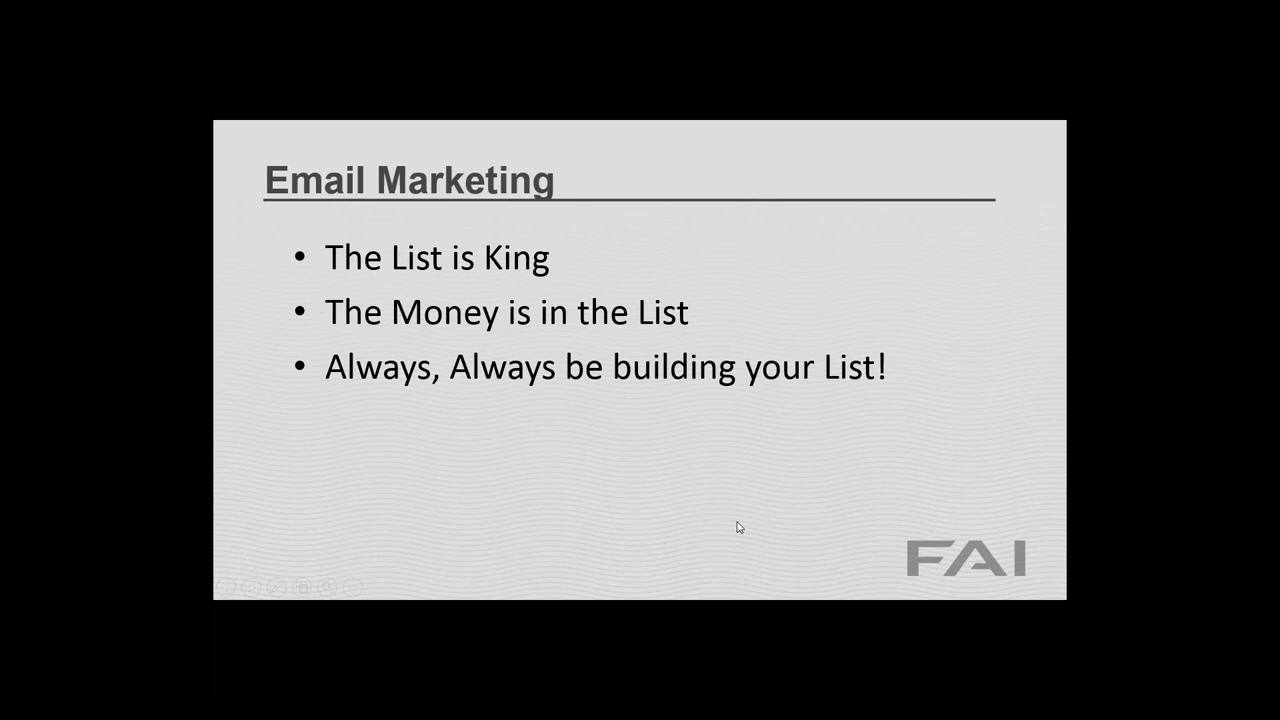 Email Marketing
• The List is King
• The Money is in the List
• Always, Always be building your List!
FAI